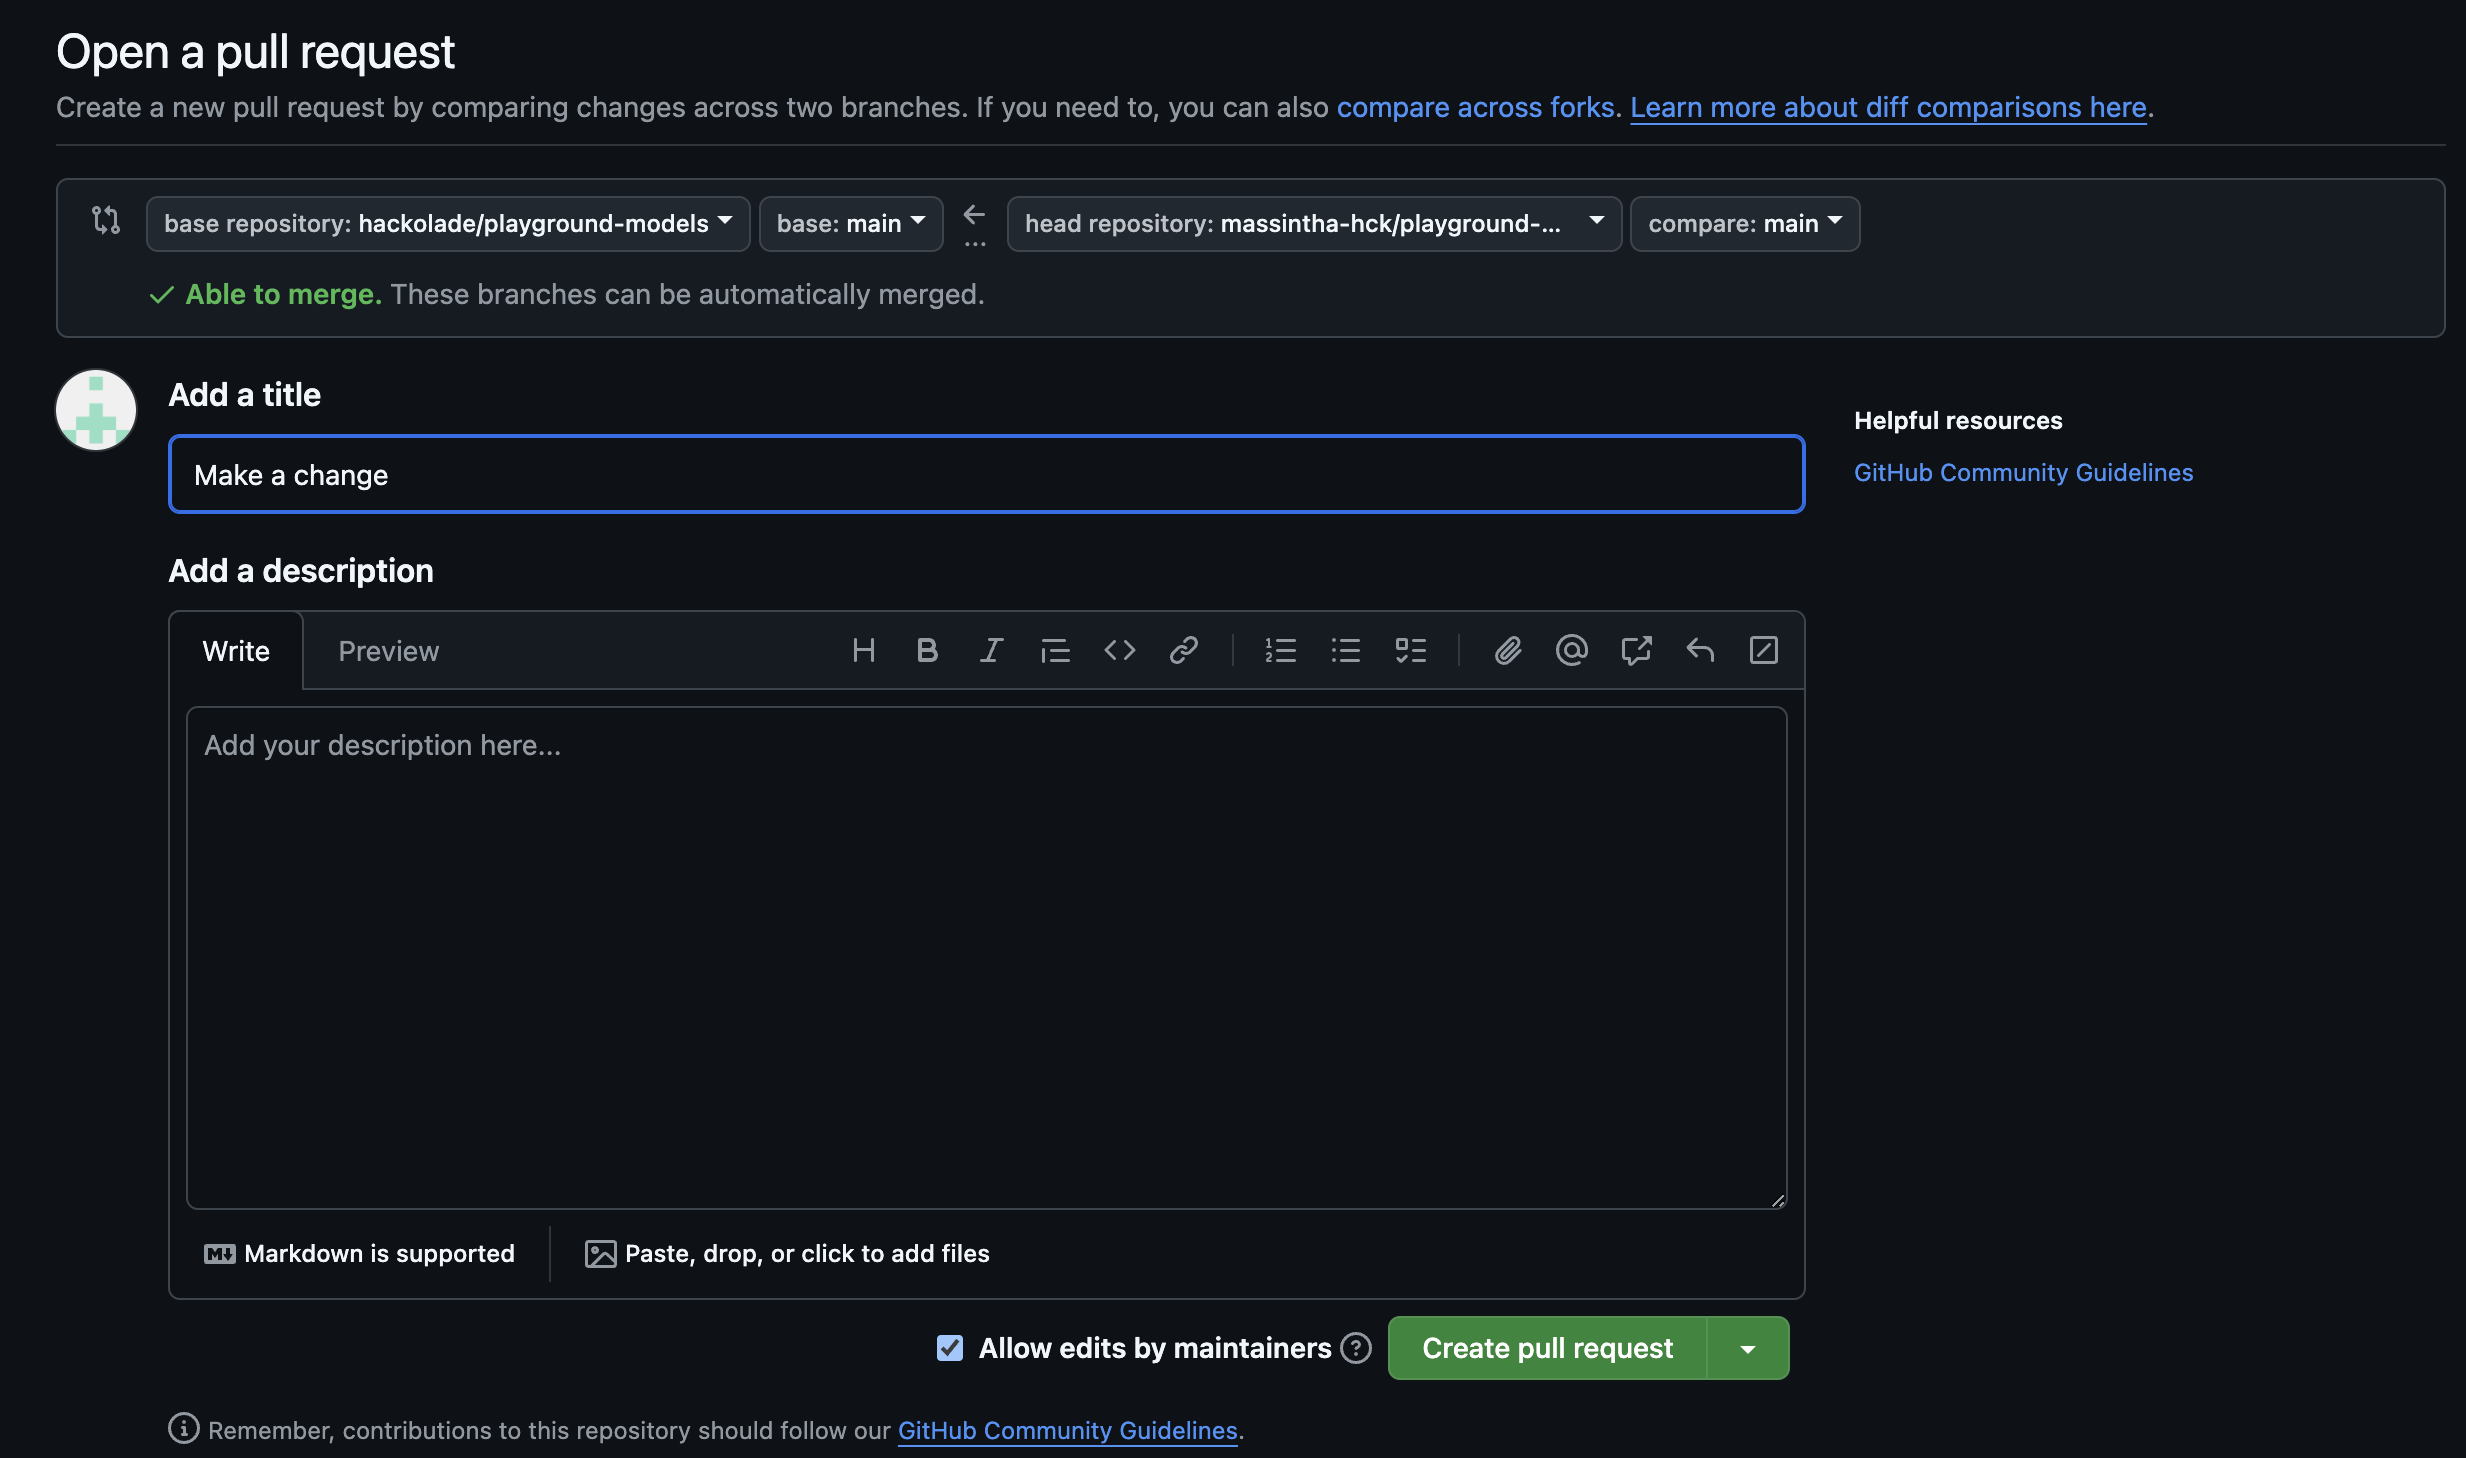 Open a pull request
Create a new pull request by comparing changes across two branches. If you need to, you can also compare across forks. Learn more about diff comparisons here.
base repository: hackolade/playground-models base: main ← ... head repository: massintha-hck/playground-... compare: main
Able to merge. These branches can be automatically merged.
Add a title
Make a change
Helpful resources
GitHub Community Guidelines
Add a description
Write Preview
Add your description here...
Markdown is supported Paste, drop, or click to add files
Allow edits by maintainers Create pull request
Remember, contributions to this repository should follow our GitHub Community Guidelines.